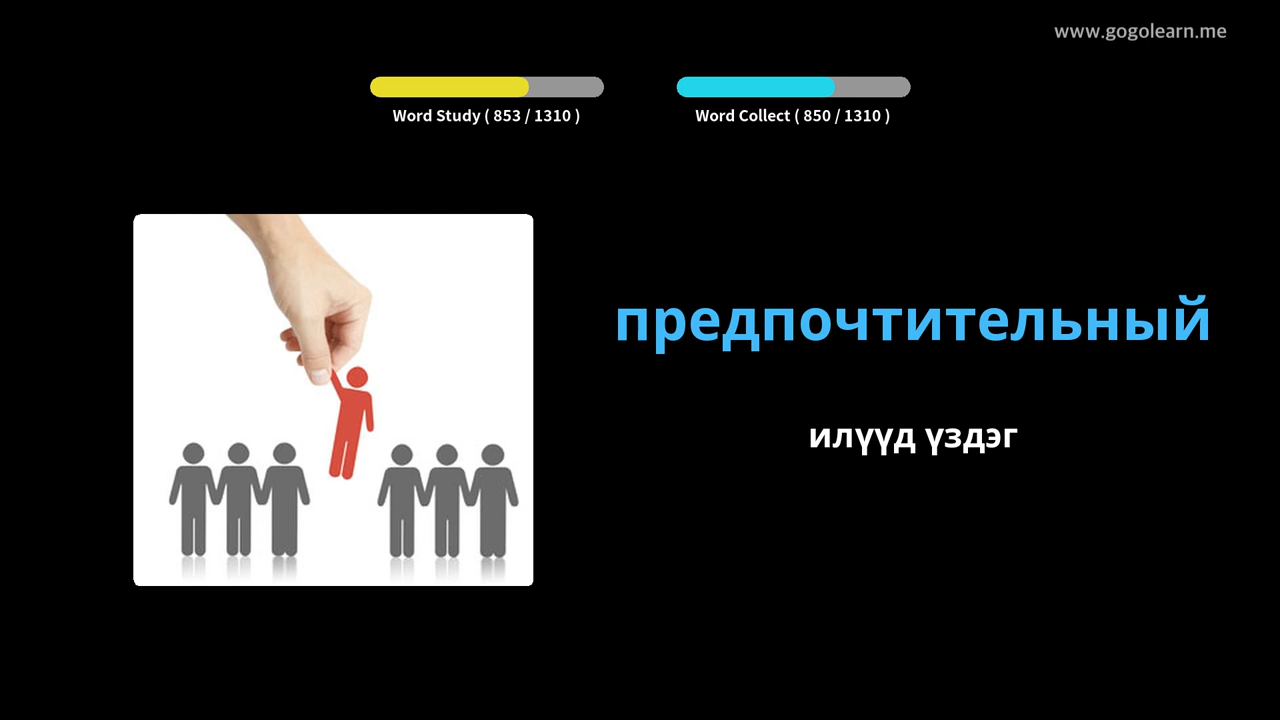 www.gogolearn.me
Word Study ( 853 / 1310 )
Word Collect ( 850 / 1310 )
предпочтительный
илүүд үздэг